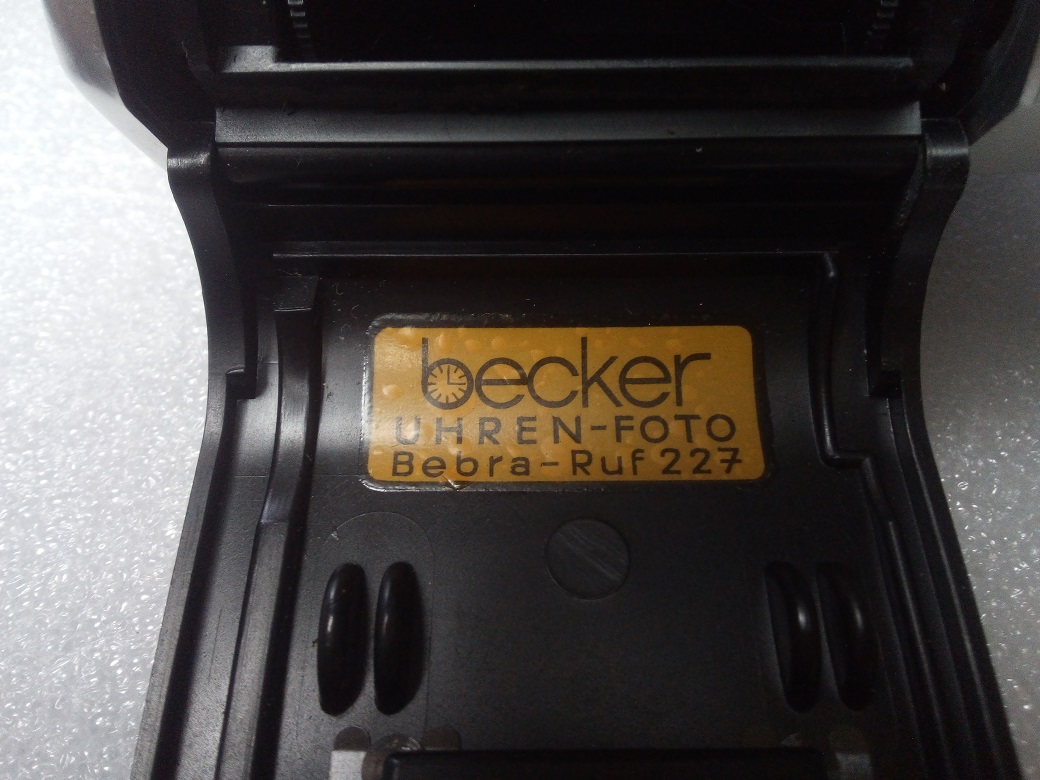 becker
UHREN-FOTO
Bebra-Ruf 227